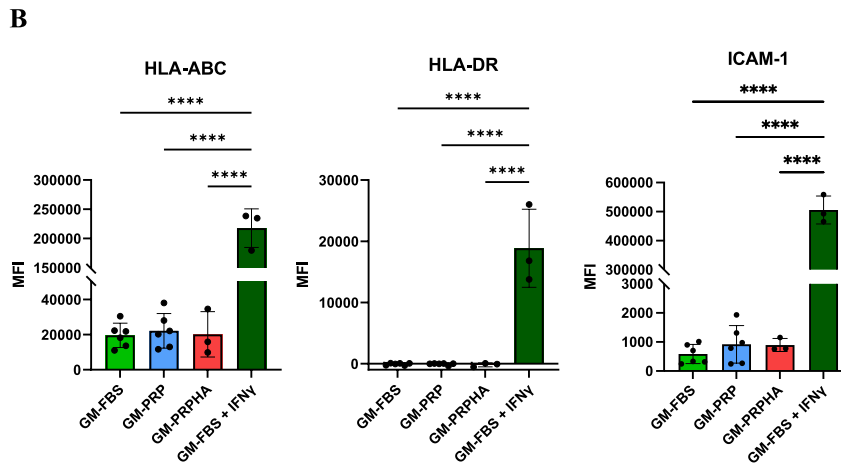 B
HLA-ABC
****
****
****
300000
250000
200000
150000
40000
20000
0
MFI
GM-FBS
GM-PRP
GM-PRPHA
GM-FBS + IFNγ
HLA-DR
****
****
****
30000
20000
10000
0
MFI
GM-FBS
GM-PRP
GM-PRPHA
GM-FBS + IFNγ
ICAM-1
****
****
****
600000
500000
400000
300000
3000
2000
1000
0
MFI
GM-FBS
GM-PRP
GM-PRPHA
GM-FBS + IFNγ